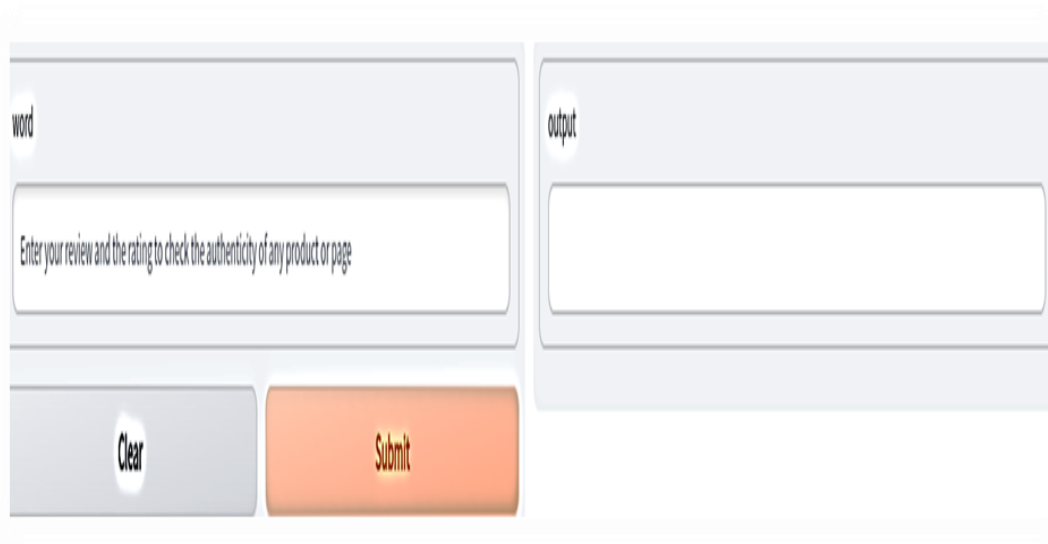 word
Enter your review and the rating to check the authenticity of any product or page
Clear
Submit
output